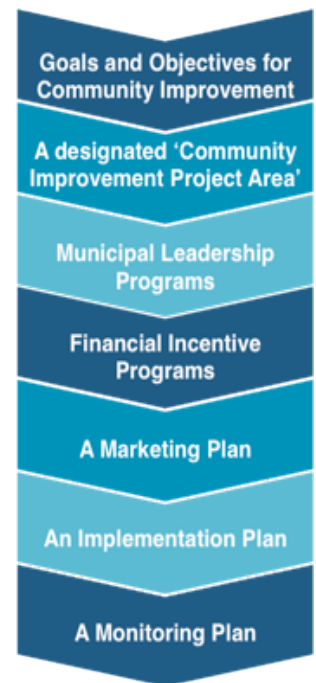 Goals and Objectives for
Community Improvement
A designated ‘Community
Improvement Project Area’
Municipal Leadership
Programs
Financial Incentive
Programs
A Marketing Plan
An Implementation Plan
A Monitoring Plan